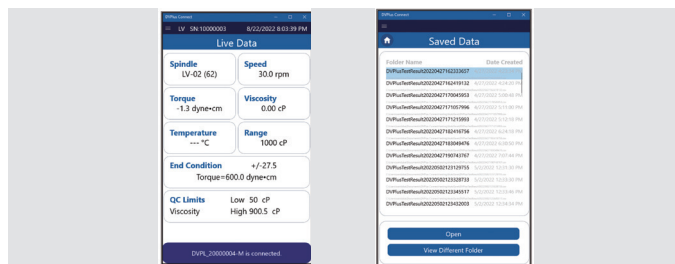 DVPlus Connect
LV SN:10000003 8/22/2022 8:03:39 PM
Live Data
Spindle
LV-02 (62)
Speed
30.0 rpm
Torque
-1.3 dyne•cm
Viscosity
0.00 cP
Temperature
--- °C
Range
1000 cP
End Condition +/-27.5
Torque=600.0 dyne•cm
QC Limits Low 50 cP
Viscosity High 900.5 cP
DVPL_20000004-M is connected.
DVPlus Connect
Saved Data
Folder Name Date Created
DVPlusTestResult20220427162333657
DVPlusTestResult20220427162419132
DVPlusTestResult20220427170045953
DVPlusTestResult20220427171057996
DVPlusTestResult20220427171215993
DVPlusTestResult20220427182416756
DVPlusTestResult20220427183049476
DVPlusTestResult20220427190743767
DVPlusTestResult20220502123129755
DVPlusTestResult20220502123328733
DVPlusTestResult20220502123345517
DVPlusTestResult20220502123432003
Open
View Different Folder